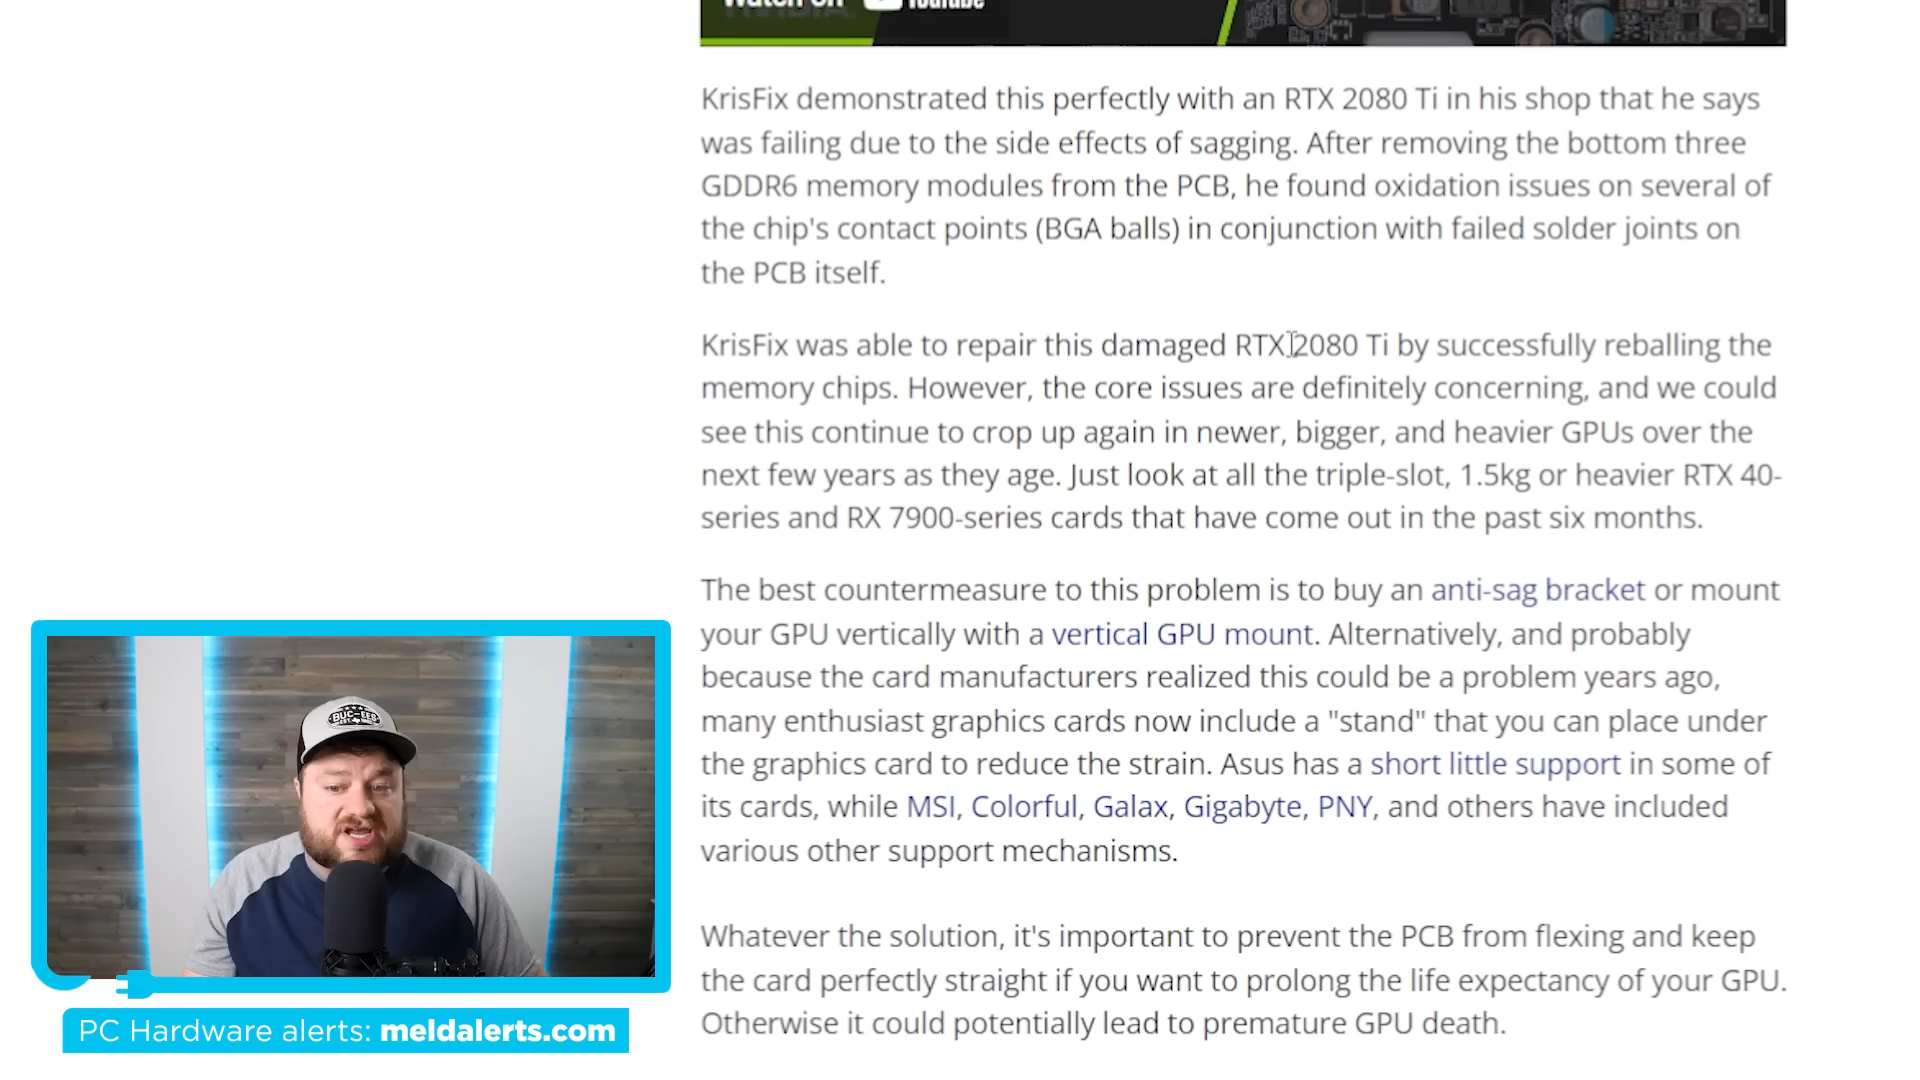 Watch on YouTube
KrisFix demonstrated this perfectly with an RTX 2080 Ti in his shop that he says
was failing due to the side effects of sagging. After removing the bottom three
GDDR6 memory modules from the PCB, he found oxidation issues on several of
the chip's contact points (BGA balls) in conjunction with failed solder joints on
the PCB itself.
KrisFix was able to repair this damaged RTX 2080 Ti by successfully reballing the
memory chips. However, the core issues are definitely concerning, and we could
see this continue to crop up again in newer, bigger, and heavier GPUs over the
next few years as they age. Just look at all the triple-slot, 1.5kg or heavier RTX 40-
series and RX 7900-series cards that have come out in the past six months.
The best countermeasure to this problem is to buy an anti-sag bracket or mount
your GPU vertically with a vertical GPU mount. Alternatively, and probably
because the card manufacturers realized this could be a problem years ago,
many enthusiast graphics cards now include a "stand" that you can place under
the graphics card to reduce the strain. Asus has a short little support in some of
its cards, while MSI, Colorful, Galax, Gigabyte, PNY, and others have included
various other support mechanisms.
Whatever the solution, it's important to prevent the PCB from flexing and keep
the card perfectly straight if you want to prolong the life expectancy of your GPU.
Otherwise it could potentially lead to premature GPU death.
BUC-EES
PC Hardware alerts: meldalerts.com